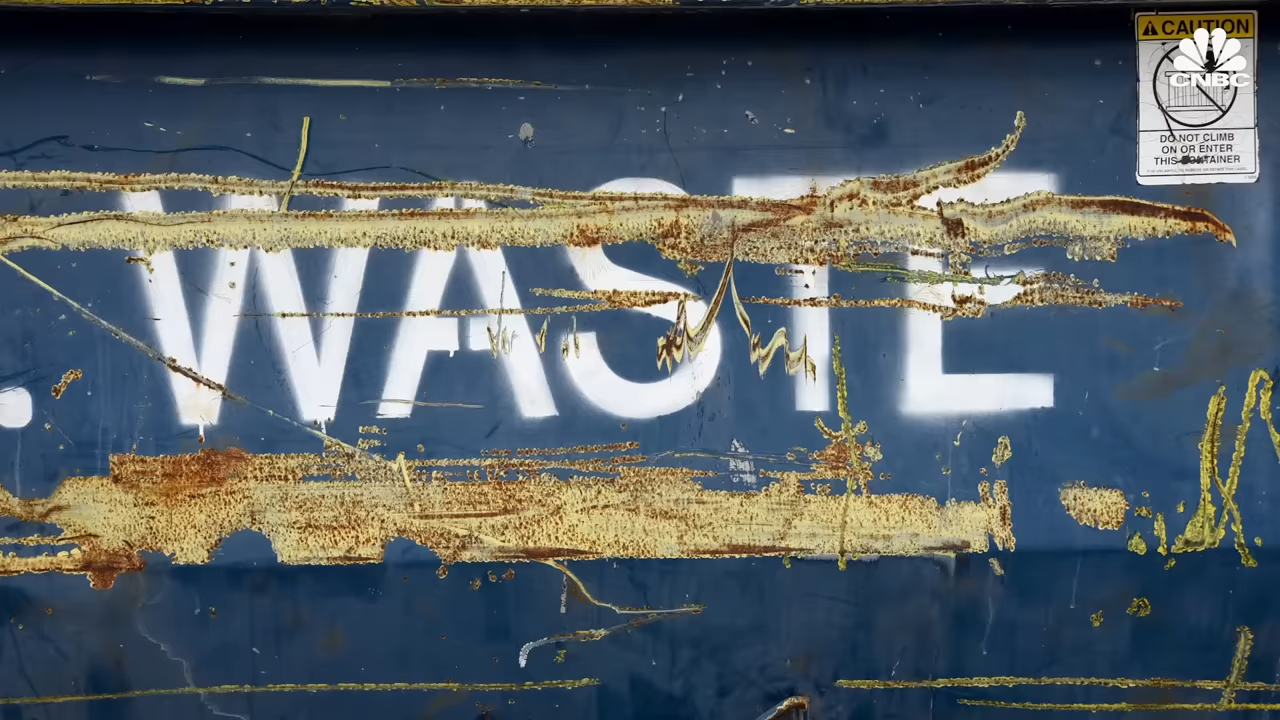 CAUTION
CNBC
DO NOT CLIMB
ON OR ENTER
THIS CONTAINER
. WASTE